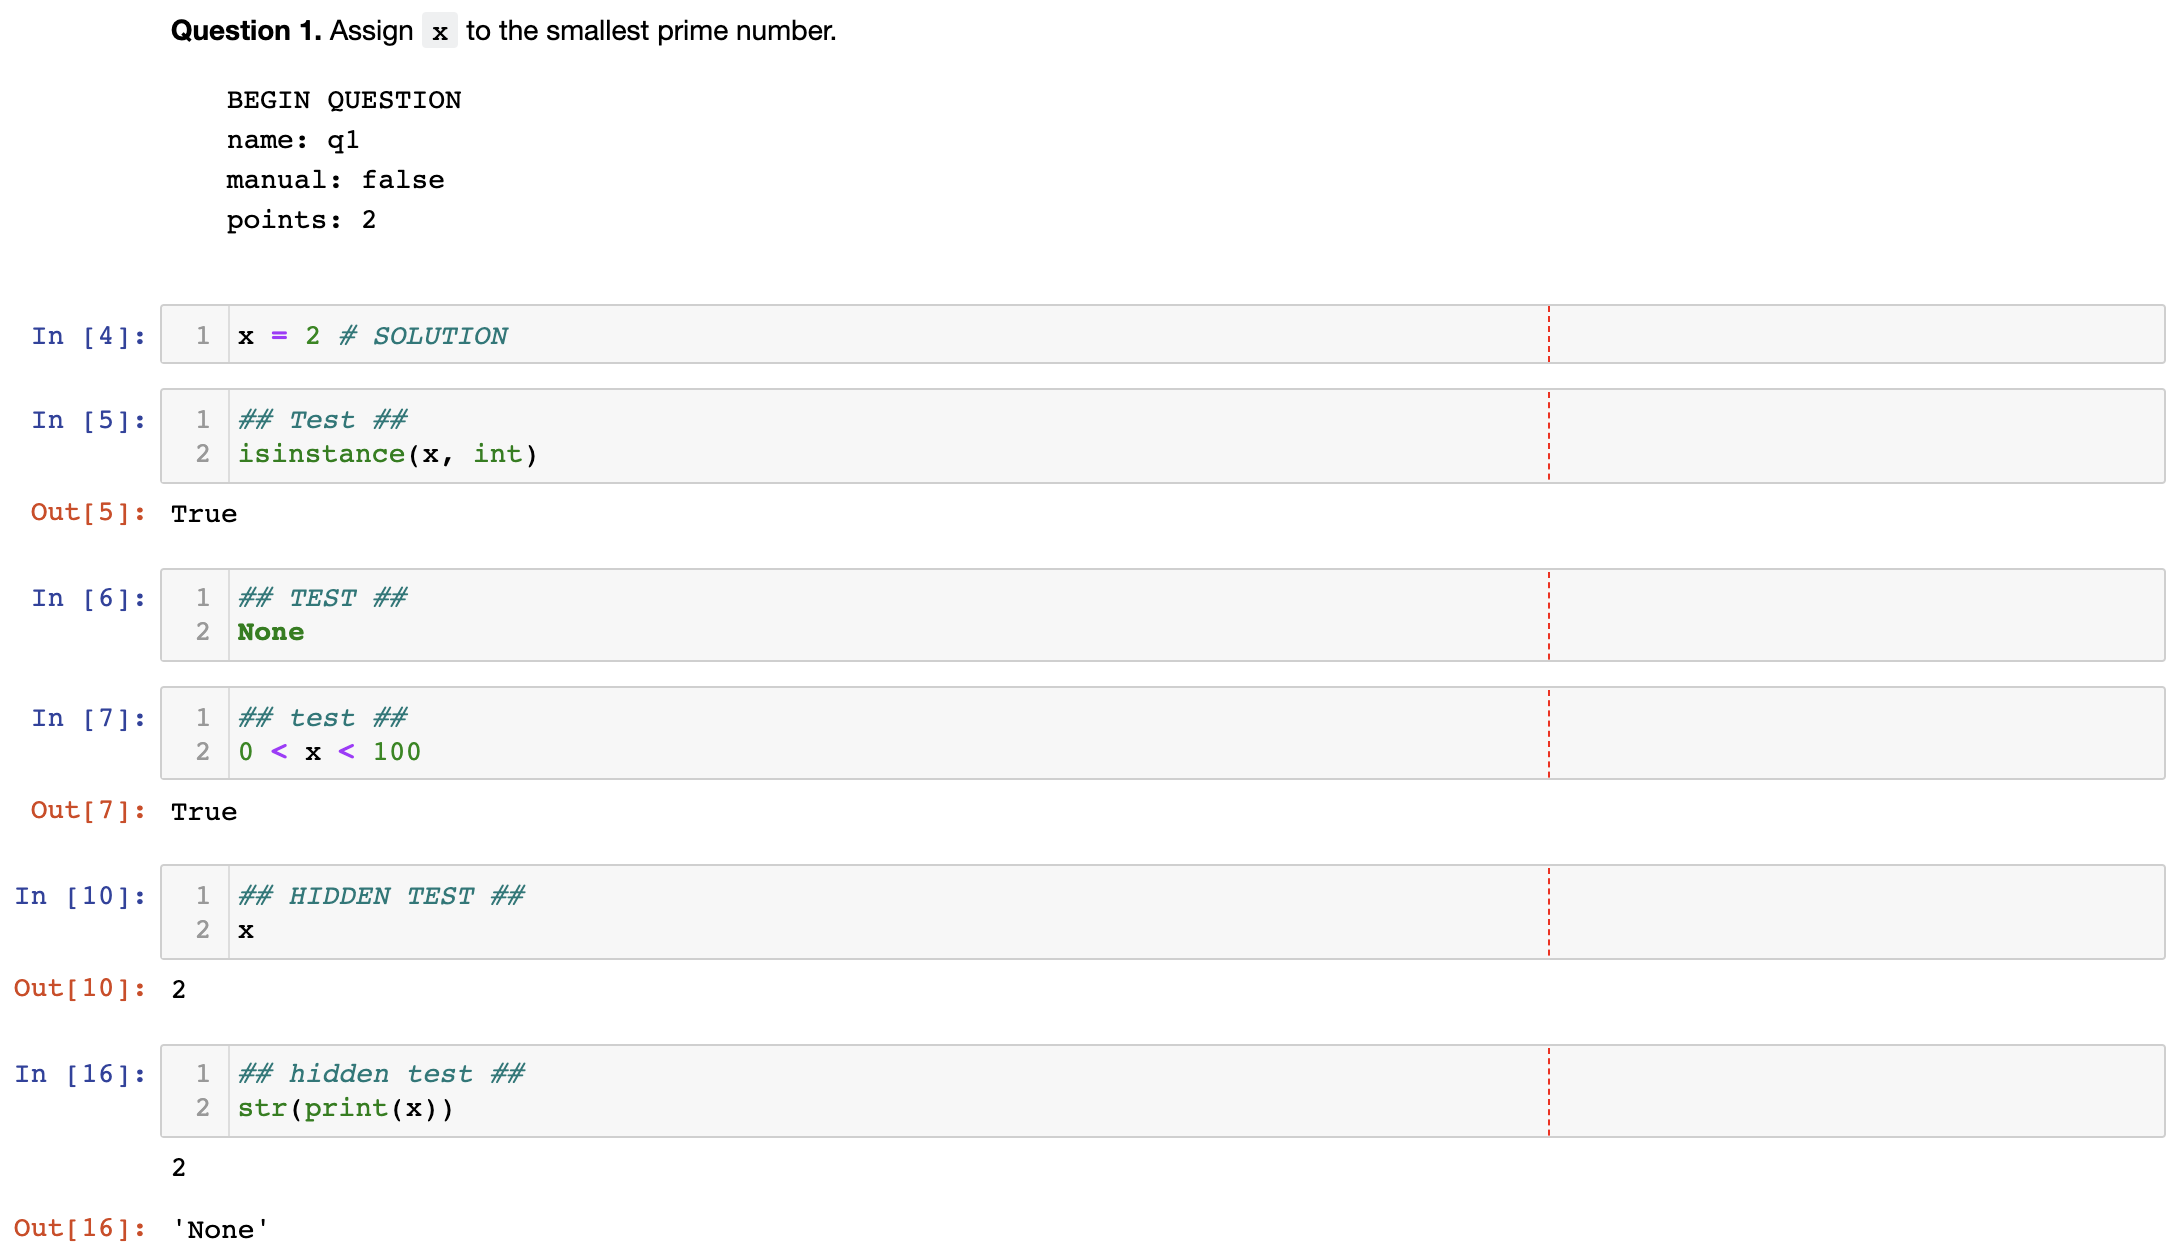 Question 1. Assign x to the smallest prime number.
BEGIN QUESTION
name: q1
manual: false
points: 2
In [4]: 1 x = 2 # SOLUTION
In [5]: 1 ## Test ##
2 isinstance(x, int)
Out[5]: True
In [6]: 1 ## TEST ##
2 None
In [7]: 1 ## test ##
2 0 < x < 100
Out[7]: True
In [10]: 1 ## HIDDEN TEST ##
2 x
Out[10]: 2
In [16]: 1 ## hidden test ##
2 str(print(x))
2
Out[16]: 'None'